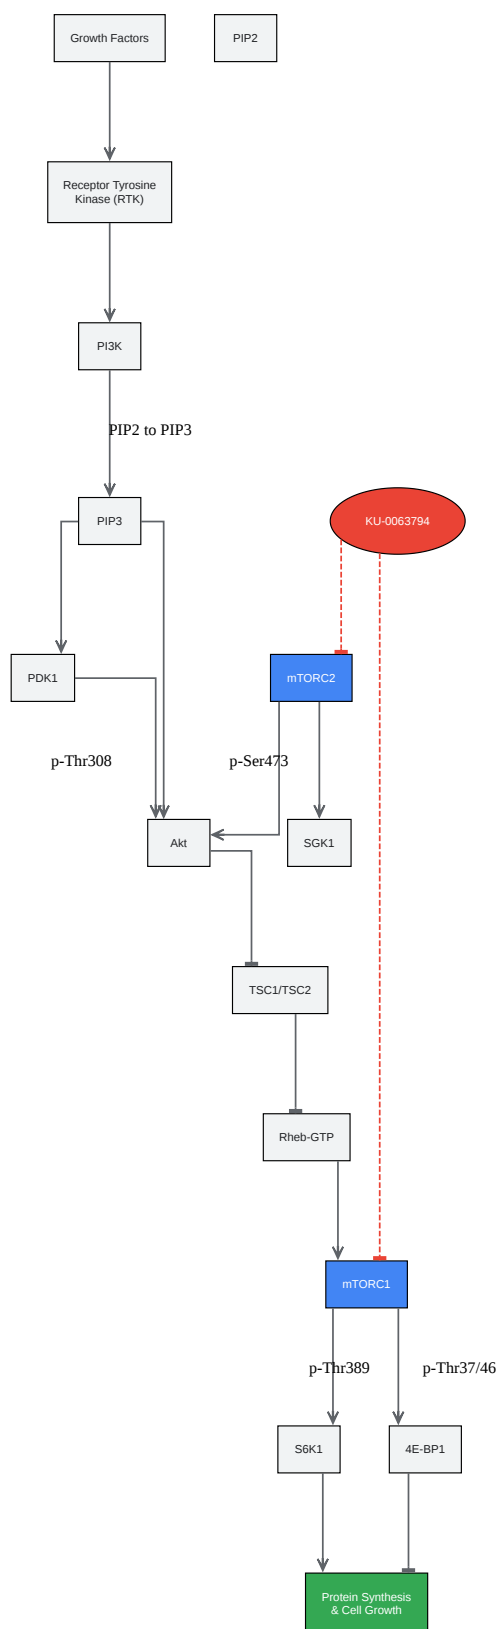 Growth Factors
PIP2
Receptor Tyrosine
Kinase (RTK)
PI3K
PIP2 to PIP3
PIP3
KU-0063794
PDK1
mTORC2
p-Thr308
p-Ser473
Akt
SGK1
TSC1/TSC2
Rheb-GTP
mTORC1
p-Thr389
p-Thr37/46
S6K1
4E-BP1
Protein Synthesis
& Cell Growth